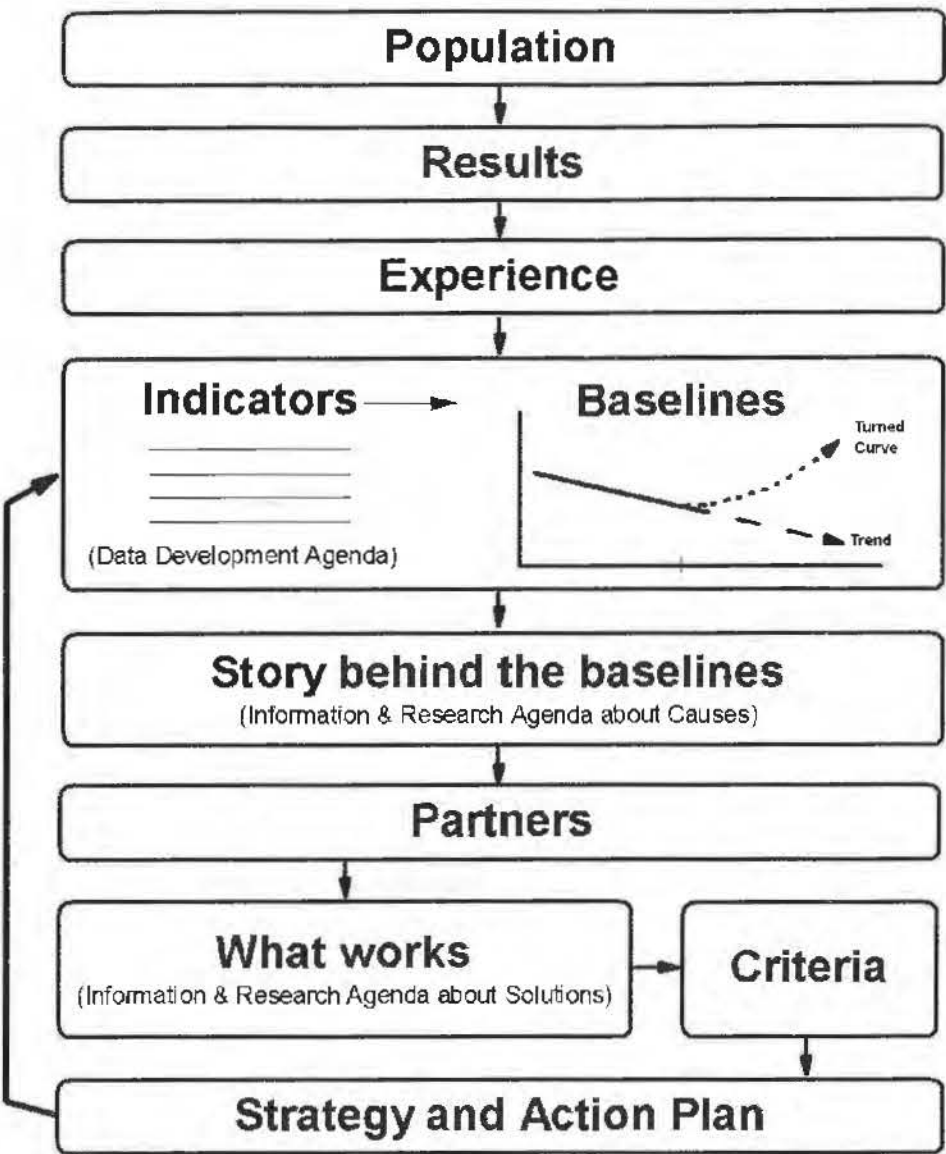 Population
Results
Experience
Indicators
(Data Development Agenda)
Baselines
Turned
Curve
Trend
Story behind the baselines
(Information & Research Agenda about Causes)
Partners
What works
(Information & Research Agenda about Solutions)
Criteria
Strategy and Action Plan